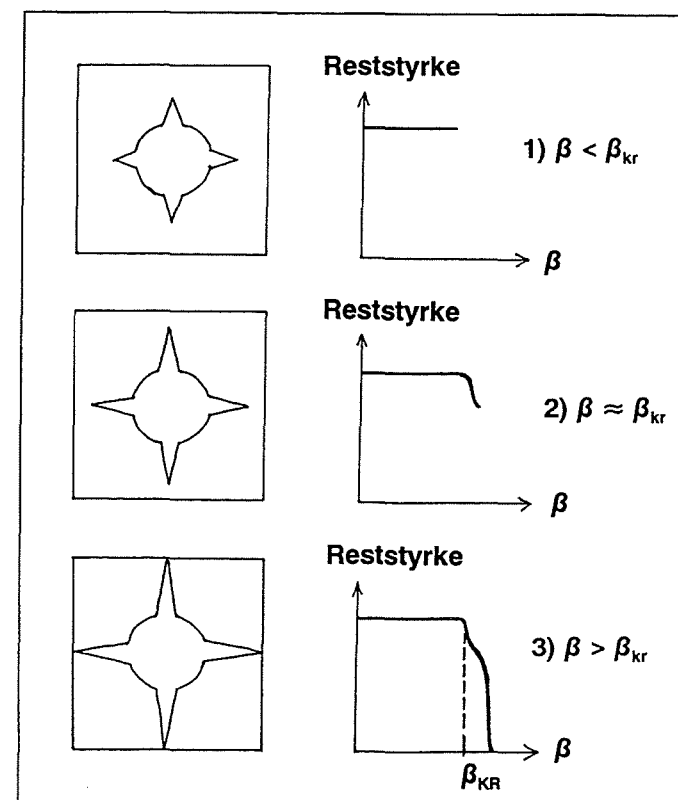 Reststyrke
1) β < βkr
β
Reststyrke
2) β ≈ βkr
β
Reststyrke
3) β > βkr
β
βKR